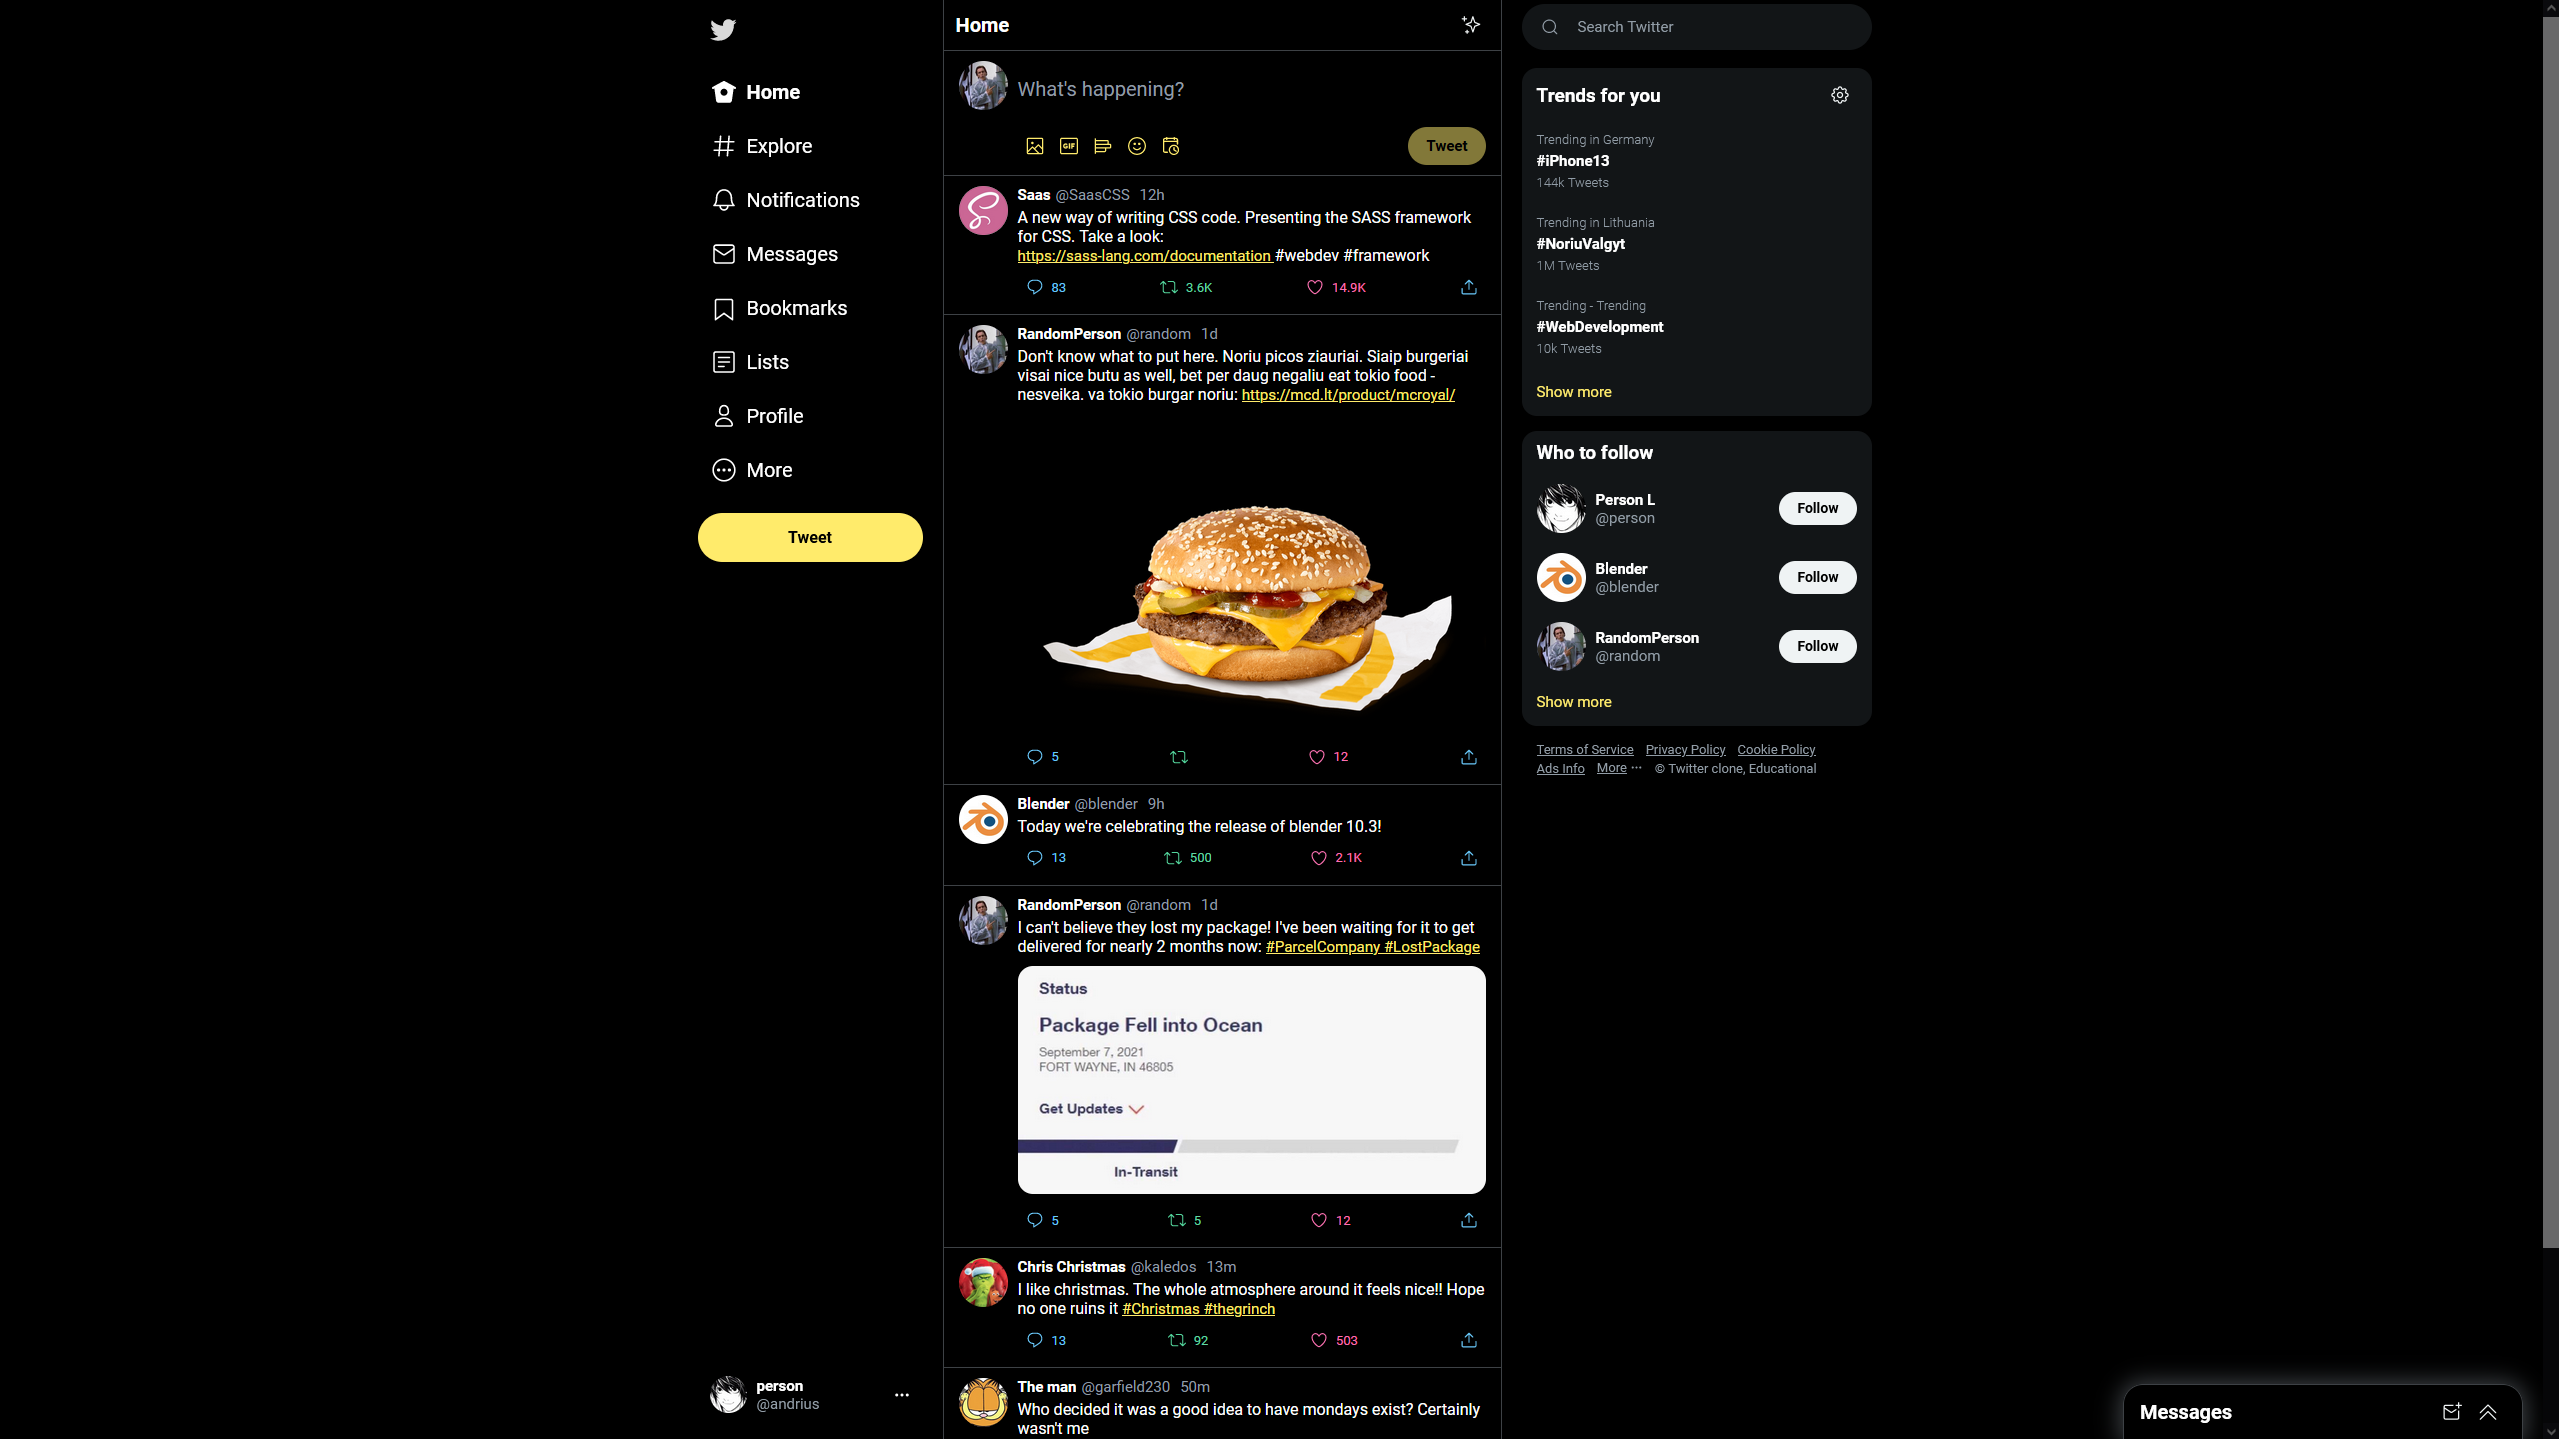 Home
Explore
Notifications
Messages
Bookmarks
Lists
Profile
More
Tweet
person
@andrius
Home
What's happening?
GIF
Tweet
Saas @SaasCSS 12h
A new way of writing CSS code. Presenting the SASS framework
for CSS. Take a look:
https://sass-lang.com/documentation #webdev #framework
83 3.6K 14.9K
RandomPerson @random 1d
Don't know what to put here. Noriu picos ziauriai. Siaip burgeriai
visai nice butu as well, bet per daug negaliu eat tokio food -
nesveika. va tokio burgar noriu: https://mcd.lt/product/mcroyal/
5 12
Blender @blender 9h
Today we're celebrating the release of blender 10.3!
13 500 2.1K
RandomPerson @random 1d
I can't believe they lost my package! I've been waiting for it to get
delivered for nearly 2 months now: #ParcelCompany #LostPackage
Status
Package Fell into Ocean
September 7, 2021
FORT WAYNE, IN 46805
Get Updates
In-Transit
5 5 12
Chris Christmas @kaledos 13m
I like christmas. The whole atmosphere around it feels nice!! Hope
no one ruins it #Christmas #thegrinch
13 92 503
The man @garfield230 50m
Who decided it was a good idea to have mondays exist? Certainly
wasn't me
Search Twitter
Trends for you
Trending in Germany
#iPhone13
144k Tweets
Trending in Lithuania
#NoriuValgyt
1M Tweets
Trending - Trending
#WebDevelopment
10k Tweets
Show more
Who to follow
Person L
@person
Follow
Blender
@blender
Follow
RandomPerson
@random
Follow
Show more
Terms of Service Privacy Policy Cookie Policy
Ads Info More ··· © Twitter clone, Educational
Messages